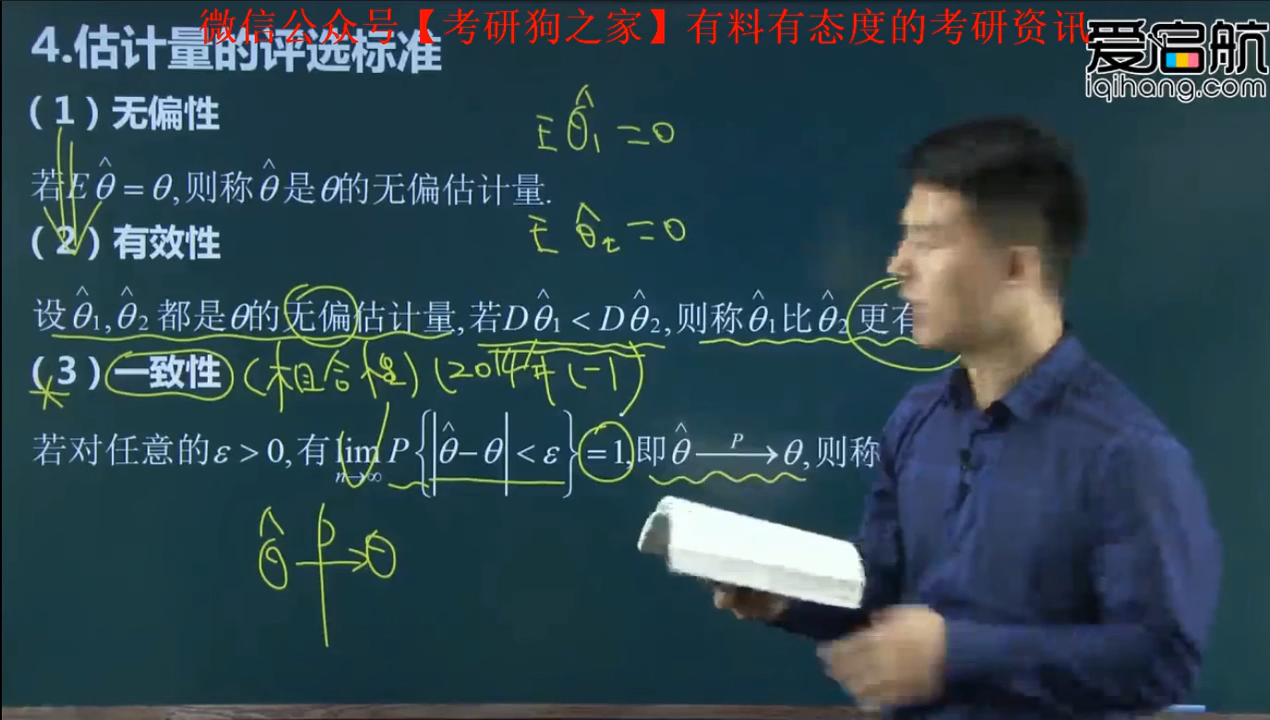 微信公众号【考研狗之家】有料有态度的考研资讯
爱启航
iqihang.com
4.估计量的评选标准
(1)无偏性
Eθ̂₁=θ
若Eθ̂=θ,则称θ̂是θ的无偏估计量.
Eθ̂₂=θ
(2)有效性
设θ̂₁,θ̂₂都是θ的无偏估计量,若Dθ̂₁<Dθ̂₂,则称θ̂₁比θ̂₂更有
(3)一致性(相合性)(2014年(-)
若对任意的ε>0,有lim n→∞ P{|θ̂-θ|<ε}=1,即θ̂ P→ θ,则称
θ̂ P→ θ